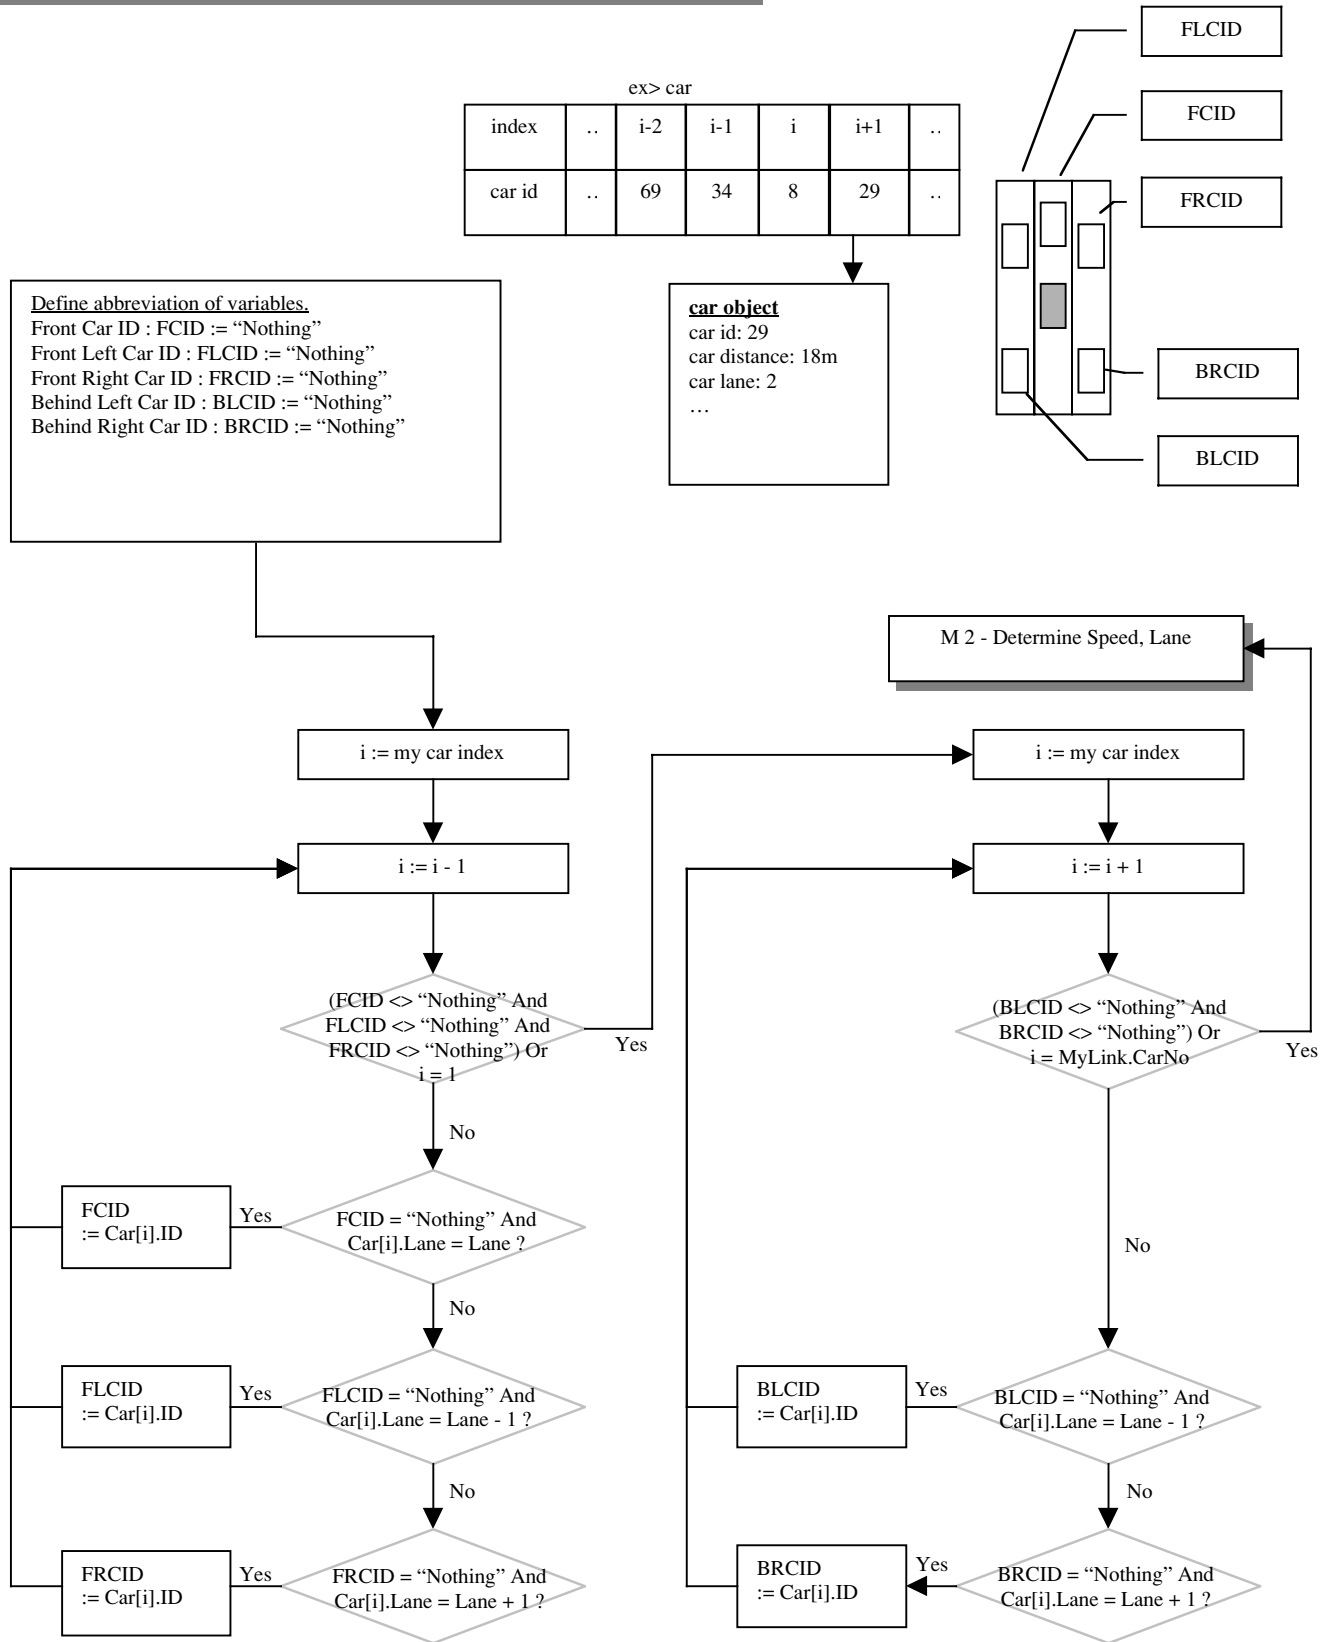 FLCID
ex> car
FCID
index .. i-2 i-1 i i+1 ..
car id .. 69 34 8 29 ..
FRCID
Define abbreviation of variables.
Front Car ID : FCID := “Nothing”
Front Left Car ID : FLCID := “Nothing”
Front Right Car ID : FRCID := “Nothing”
Behind Left Car ID : BLCID := “Nothing”
Behind Right Car ID : BRCID := “Nothing”
car object
car id: 29
car distance: 18m
car lane: 2
…
BRCID
BLCID
M 2 - Determine Speed, Lane
i := my car index
i := i - 1
(FCID <> “Nothing” And
FLCID <> “Nothing” And
FRCID <> “Nothing”) Or
i = 1
Yes
No
FCID
:= Car[i].ID
Yes
FCID = “Nothing” And
Car[i].Lane = Lane ?
No
FLCID
:= Car[i].ID
Yes
FLCID = “Nothing” And
Car[i].Lane = Lane - 1 ?
No
FRCID
:= Car[i].ID
Yes
FRCID = “Nothing” And
Car[i].Lane = Lane + 1 ?
i := my car index
i := i + 1
(BLCID <> “Nothing” And
BRCID <> “Nothing”) Or
i = MyLink.CarNo
Yes
No
BLCID
:= Car[i].ID
Yes
BLCID = “Nothing” And
Car[i].Lane = Lane - 1 ?
No
BRCID
:= Car[i].ID
Yes
BRCID = “Nothing” And
Car[i].Lane = Lane + 1 ?